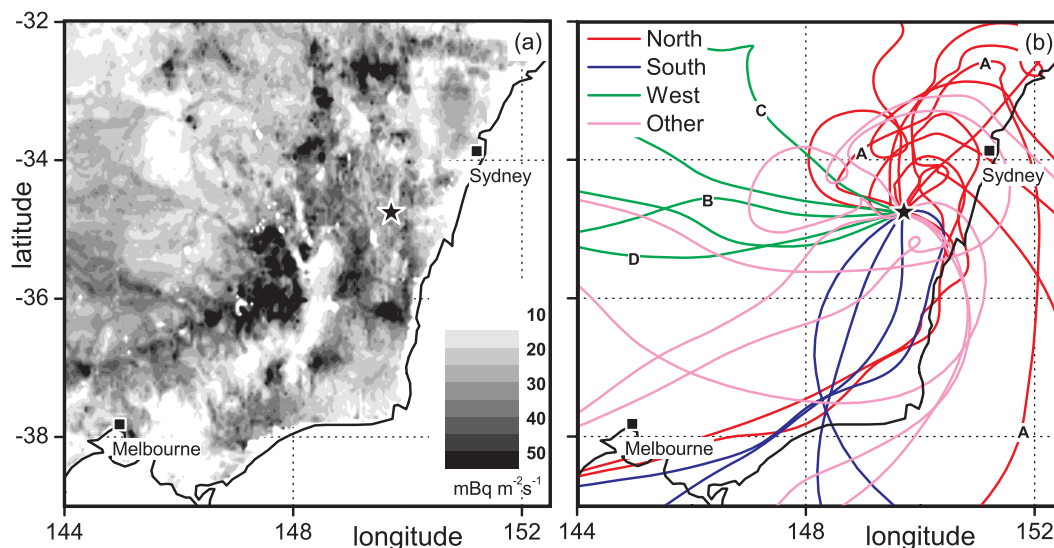 -32
-34
-36
-38
latitude
144
148
152
longitude
(a)
Sydney
Melbourne
10
20
30
40
50
mBq m⁻²s⁻¹
(b)
North
South
West
Other
A
C
A
B
D
A
Sydney
Melbourne
144
148
152
longitude